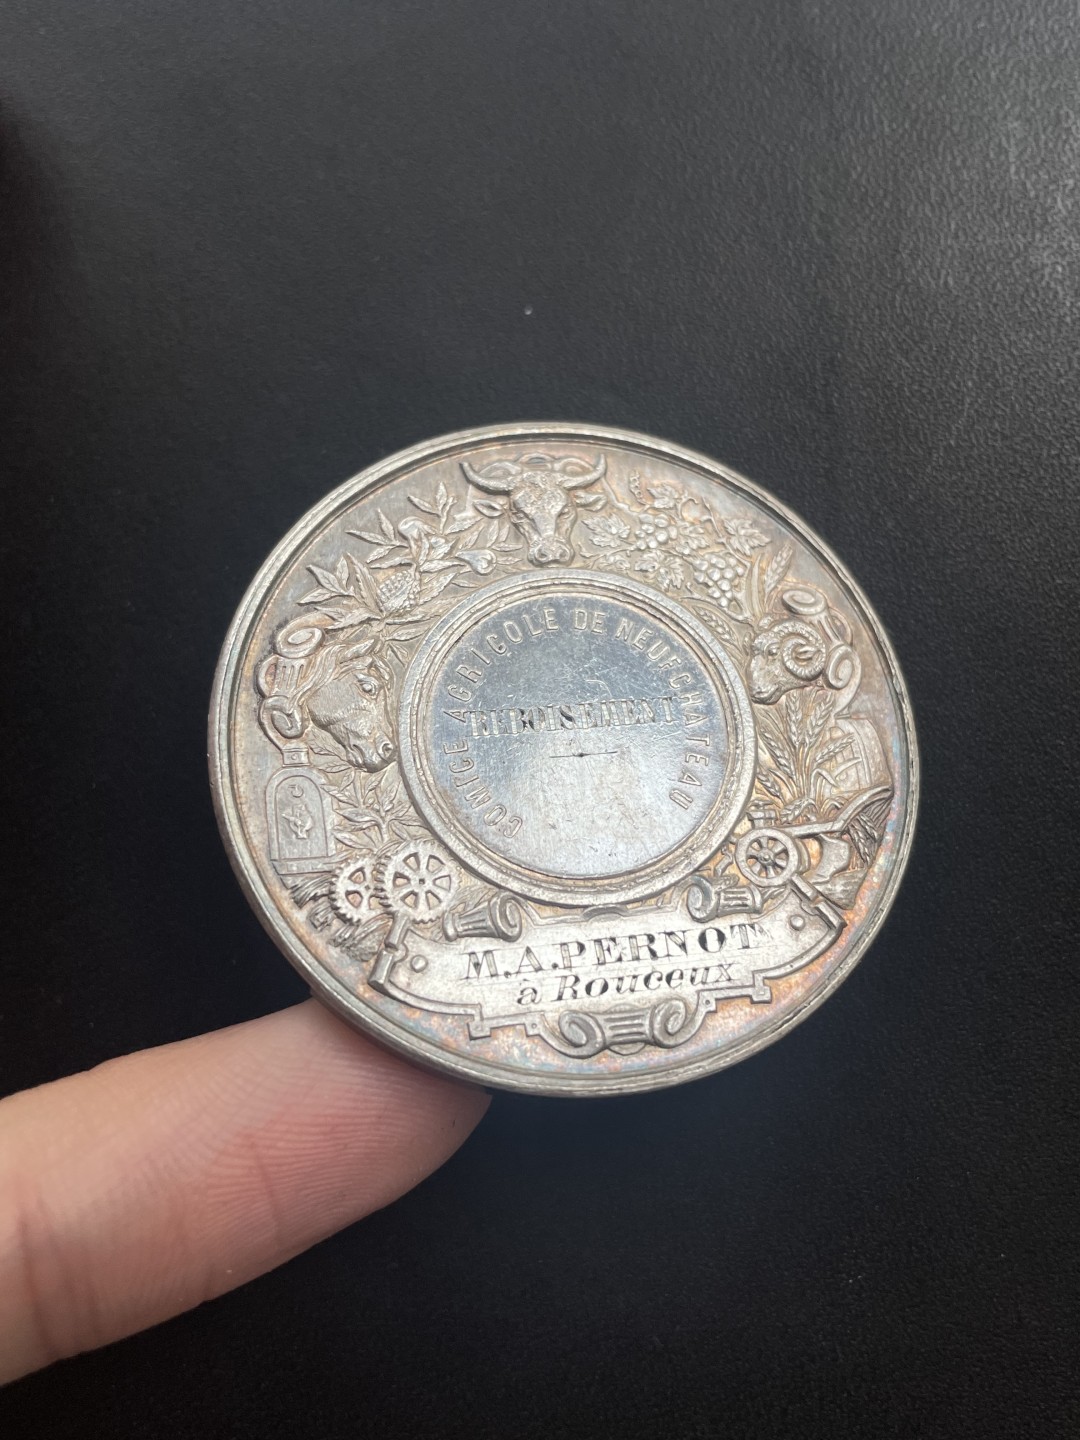 COMICE AGRICOLE DE NEUFCHATEAU
REBOISEMENT
M.A.PERNOT
à Rouceux